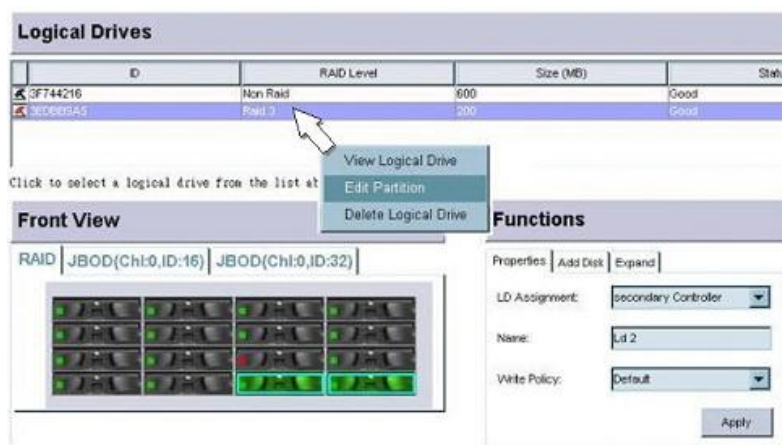 Logical Drives
ID RAID Level Size (MB) Statu
3F744216 Non Raid 600 Good
Raid 3 200 Good
View Logical Drive
Click to select a logical drive from the list ab
Edit Partition
Delete Logical Drive
Front View
Functions
RAID JBOD(Chl:0,ID:16) JBOD(Chl:0,ID:32)
Properties Add Disk Expand
LD Assignment: secondary Controller
Name: Ld 2
Write Policy: Default
Apply